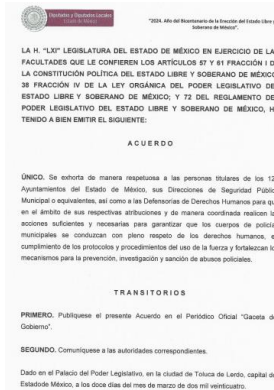 Diputadas y Diputados Locales
Estado de México
"2024. Año del Bicentenario de la Erección del Estado Libre y
Soberano de México".
LA H. "LXI" LEGISLATURA DEL ESTADO DE MÉXICO EN EJERCICIO DE LA
FACULTADES QUE LE CONFIEREN LOS ARTÍCULOS 57 Y 61 FRACCIÓN I D
LA CONSTITUCIÓN POLÍTICA DEL ESTADO LIBRE Y SOBERANO DE MÉXICO
38 FRACCIÓN IV DE LA LEY ORGÁNICA DEL PODER LEGISLATIVO DE
ESTADO LIBRE Y SOBERANO DE MÉXICO; Y 72 DEL REGLAMENTO DE
PODER LEGISLATIVO DEL ESTADO LIBRE Y SOBERANO DE MÉXICO, H
TENIDO A BIEN EMITIR EL SIGUIENTE:
A C U E R D O
ÚNICO. Se exhorta de manera respetuosa a las personas titulares de los 12
Ayuntamientos del Estado de México, sus Direcciones de Seguridad Públic
Municipal o equivalentes, así como a las Defensorías de Derechos Humanos para qu
en el ámbito de sus respectivas atribuciones y de manera coordinada realicen la
acciones suficientes y necesarias para garantizar que los cuerpos de policía
municipales se conduzcan con pleno respeto de los derechos humanos, e
cumplimiento de los protocolos y procedimientos del uso de la fuerza y fortalezcan lo
mecanismos para la prevención, investigación y sanción de abusos policiales.
T R A N S I T O R I O S
PRIMERO. Publíquese el presente Acuerdo en el Periódico Oficial "Gaceta de
Gobierno".
SEGUNDO. Comuníquese a las autoridades correspondientes.
Dado en el Palacio del Poder Legislativo, en la ciudad de Toluca de Lerdo, capital de
Estado de México, a los doce días del mes de marzo de dos mil veinticuatro.